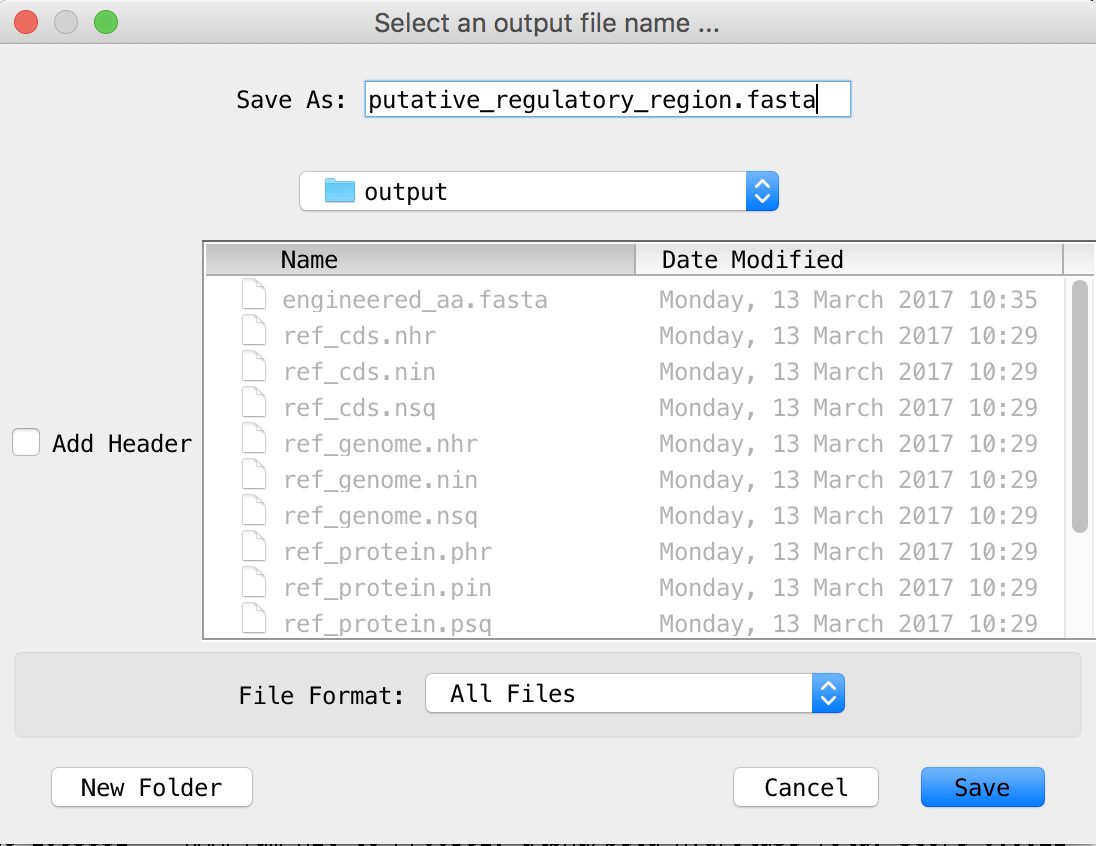 Select an output file name ...
Save As: putative_regulatory_region.fasta
output
Name Date Modified
engineered_aa.fasta Monday, 13 March 2017 10:35
ref_cds.nhr Monday, 13 March 2017 10:29
ref_cds.nin Monday, 13 March 2017 10:29
ref_cds.nsq Monday, 13 March 2017 10:29
ref_genome.nhr Monday, 13 March 2017 10:29
Add Header
ref_genome.nin Monday, 13 March 2017 10:29
ref_genome.nsq Monday, 13 March 2017 10:29
ref_protein.phr Monday, 13 March 2017 10:29
ref_protein.pin Monday, 13 March 2017 10:29
ref_protein.psq Monday, 13 March 2017 10:29
File Format: All Files
New Folder Cancel Save